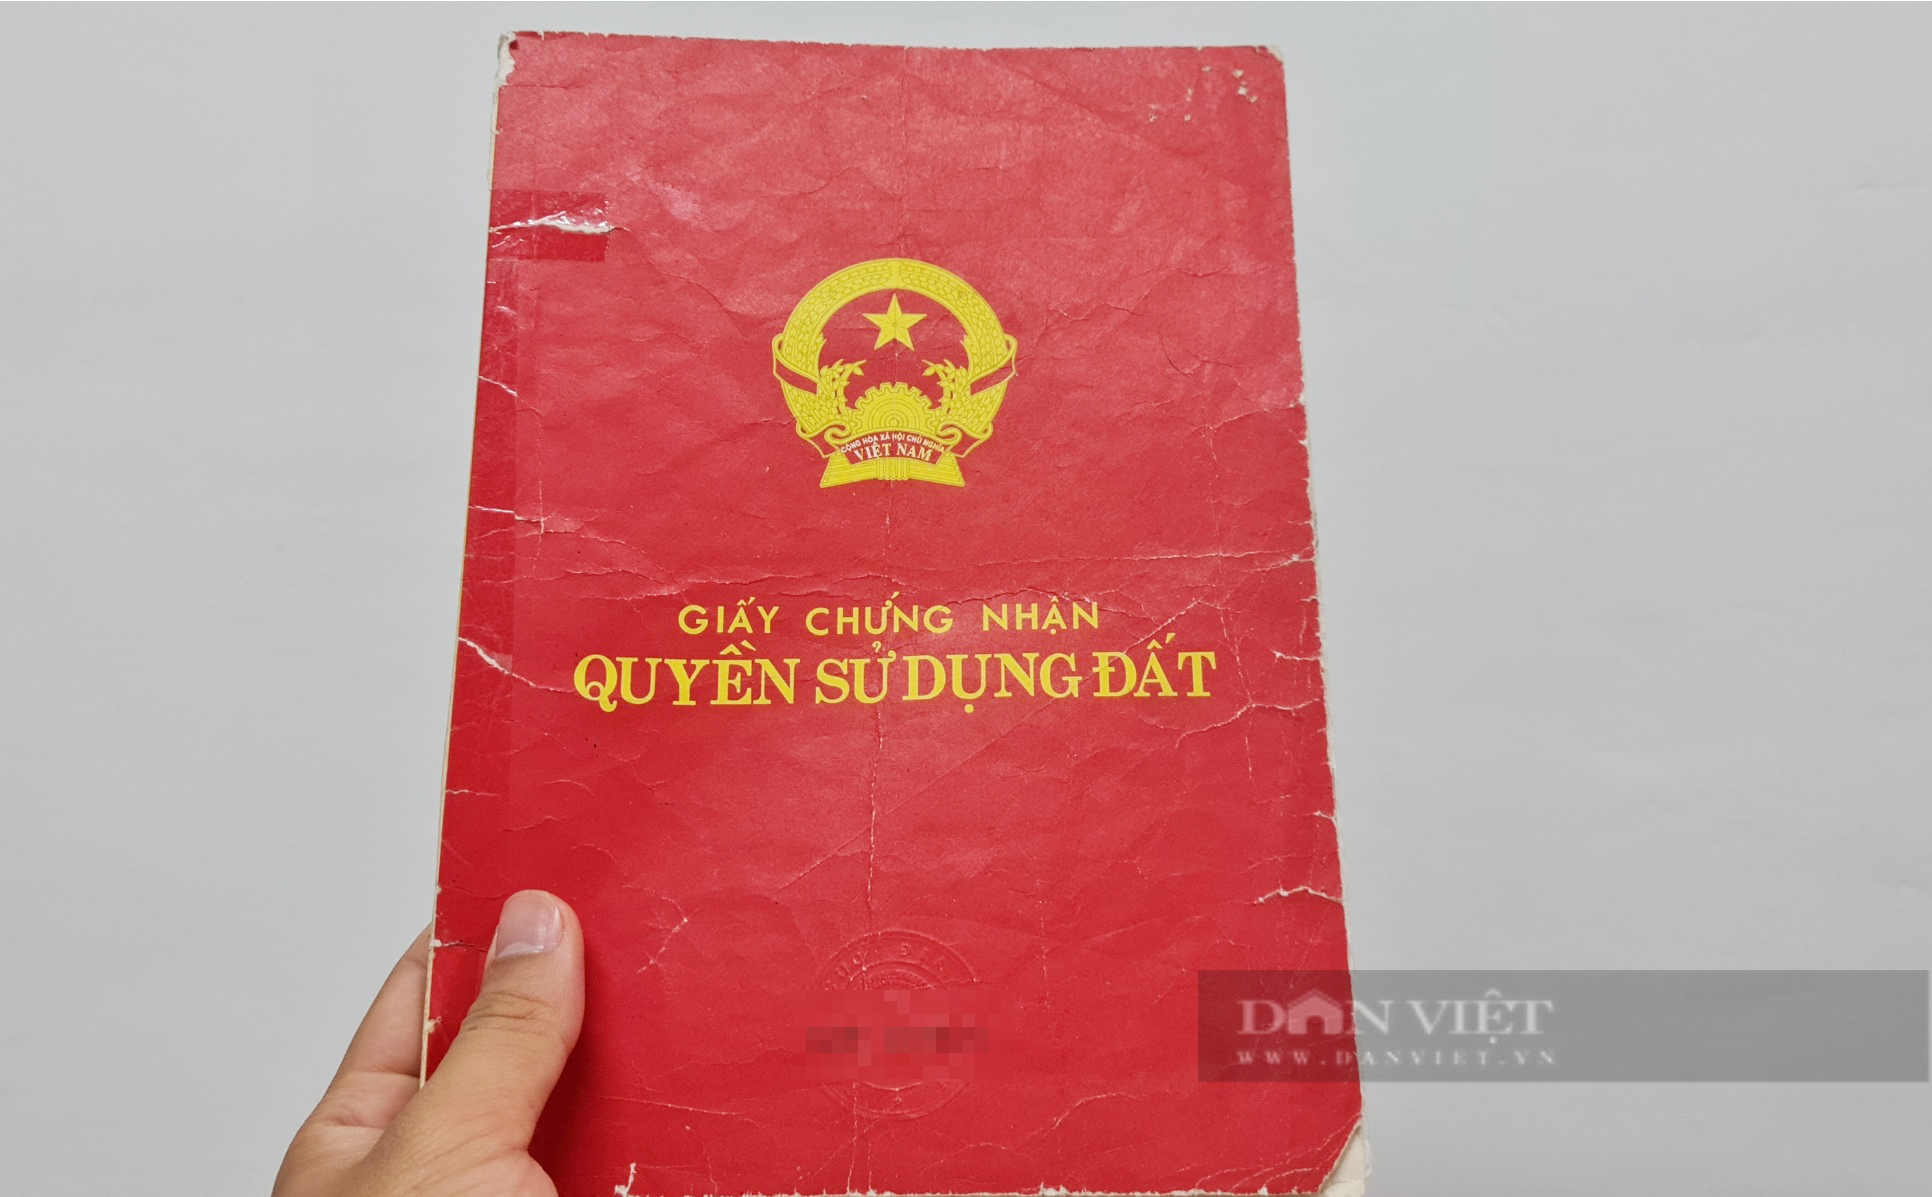 CỘNG HÒA XÃ HỘI CHỦ NGHĨA
VIỆT NAM
GIẤY CHỨNG NHẬN
QUYỀN SỬ DỤNG ĐẤT
DÂN VIỆT
WWW.DANVIET.VN